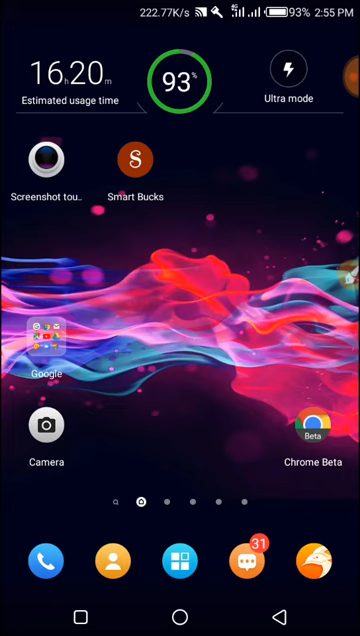 222.77K/s 4G 93% 2:55 PM
16h20m
Estimated usage time
93%
Ultra mode
S
Screenshot tou..
Smart Bucks
Google
Beta
Camera
Chrome Beta
31